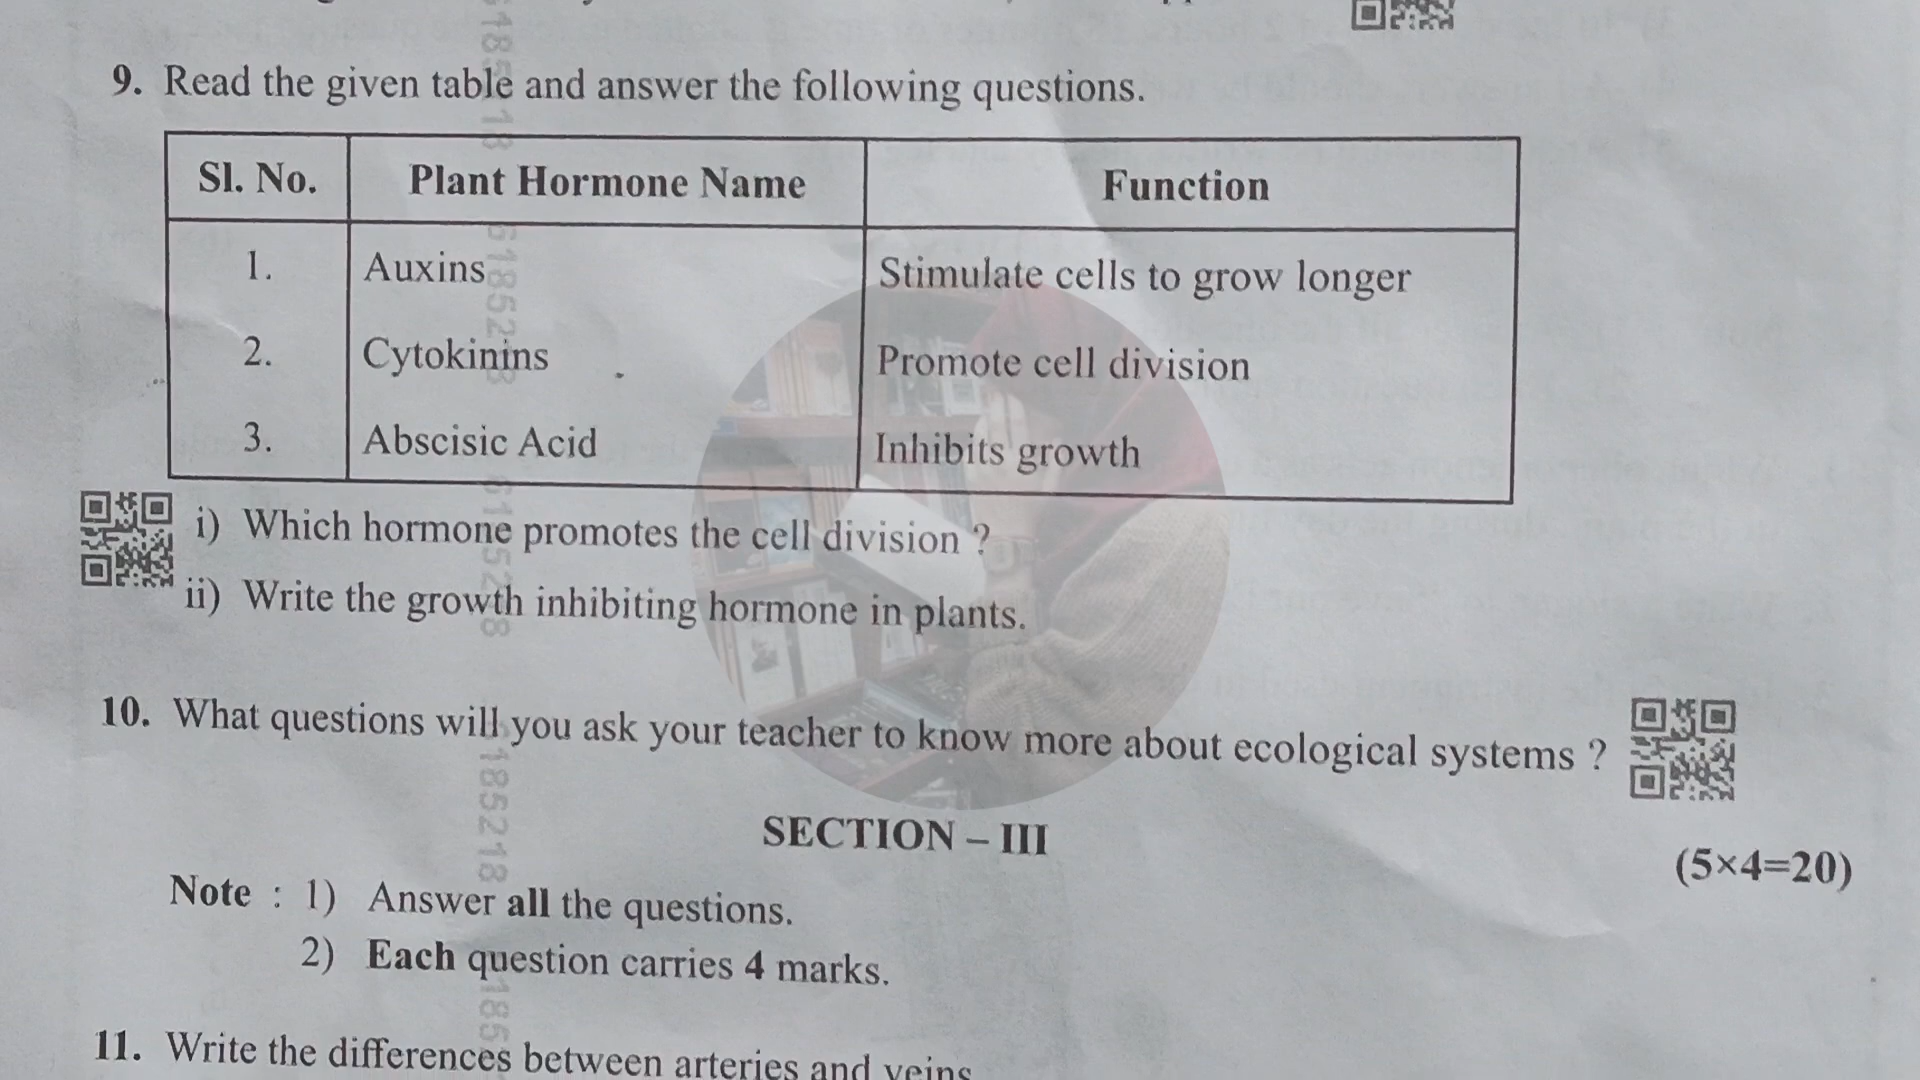 9. Read the given table and answer the following questions.
Sl. No. Plant Hormone Name Function
1. Auxins Stimulate cells to grow longer
2. Cytokinins Promote cell division
3. Abscisic Acid Inhibits growth
i) Which hormone promotes the cell division ?
ii) Write the growth inhibiting hormone in plants.
10. What questions will you ask your teacher to know more about ecological systems ?
SECTION – III
(5×4=20)
Note : 1) Answer all the questions.
2) Each question carries 4 marks.
11. Write the differences between arteries and veins